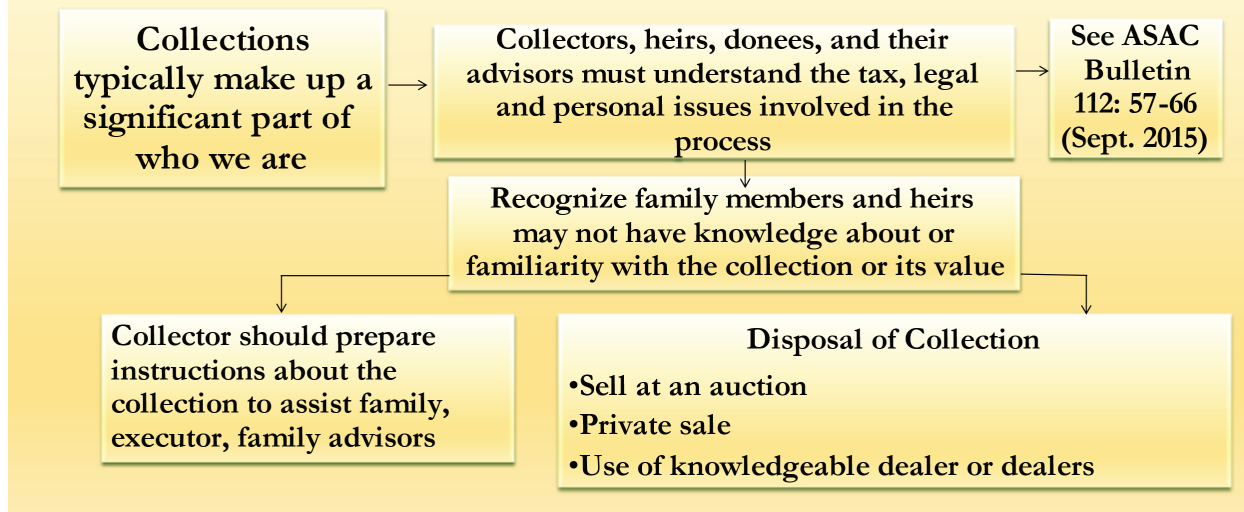 Collections
typically make up a
significant part of
who we are
Collectors, heirs, donees, and their
advisors must understand the tax, legal
and personal issues involved in the
process
See ASAC
Bulletin
112: 57-66
(Sept. 2015)
Recognize family members and heirs
may not have knowledge about or
familiarity with the collection or its value
Collector should prepare
instructions about the
collection to assist family,
executor, family advisors
Disposal of Collection
•Sell at an auction
•Private sale
•Use of knowledgeable dealer or dealers